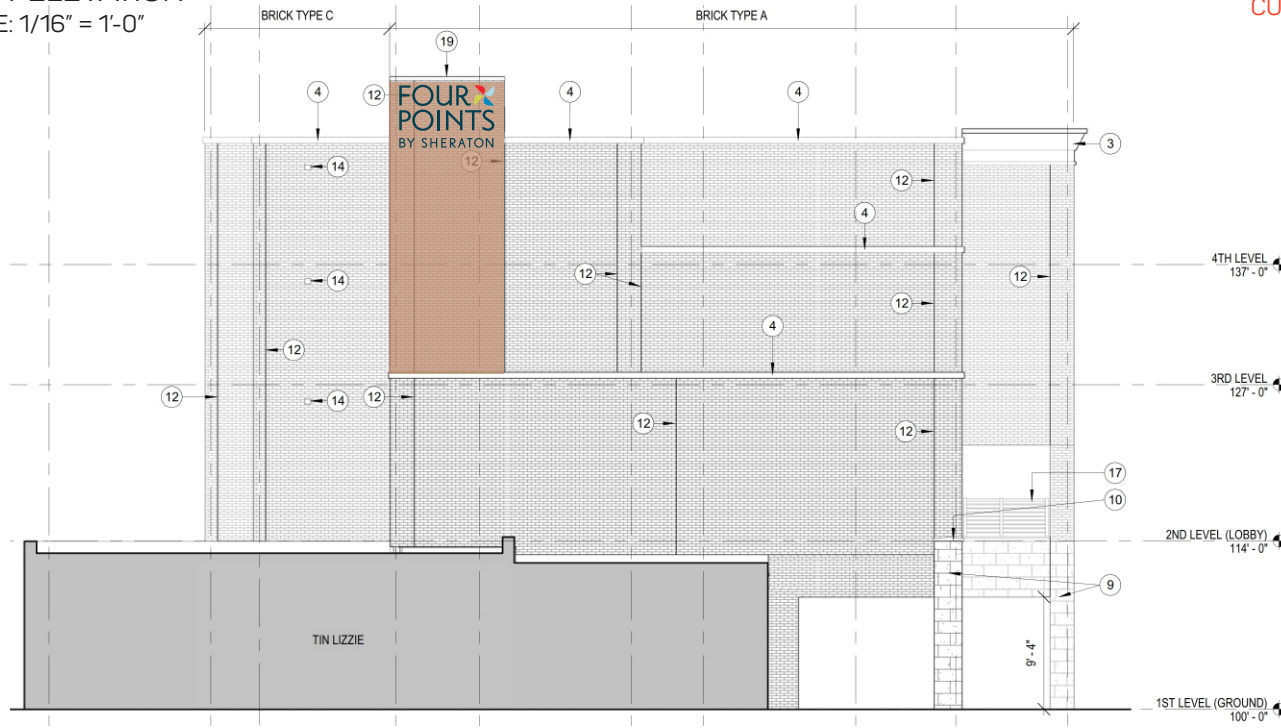 E: 1/16" = 1'-0"
CU
BRICK TYPE C
BRICK TYPE A
19
4
12
4
4
FOUR
POINTS
BY SHERATON
3
14
12
12
4
4TH LEVEL
137' - 0"
14
12
12
12
4
12
3RD LEVEL
127' - 0"
12
14
12
12
12
17
10
2ND LEVEL (LOBBY)
114' - 0"
9
TIN LIZZIE
9' - 4"
1ST LEVEL (GROUND)
100' - 0"